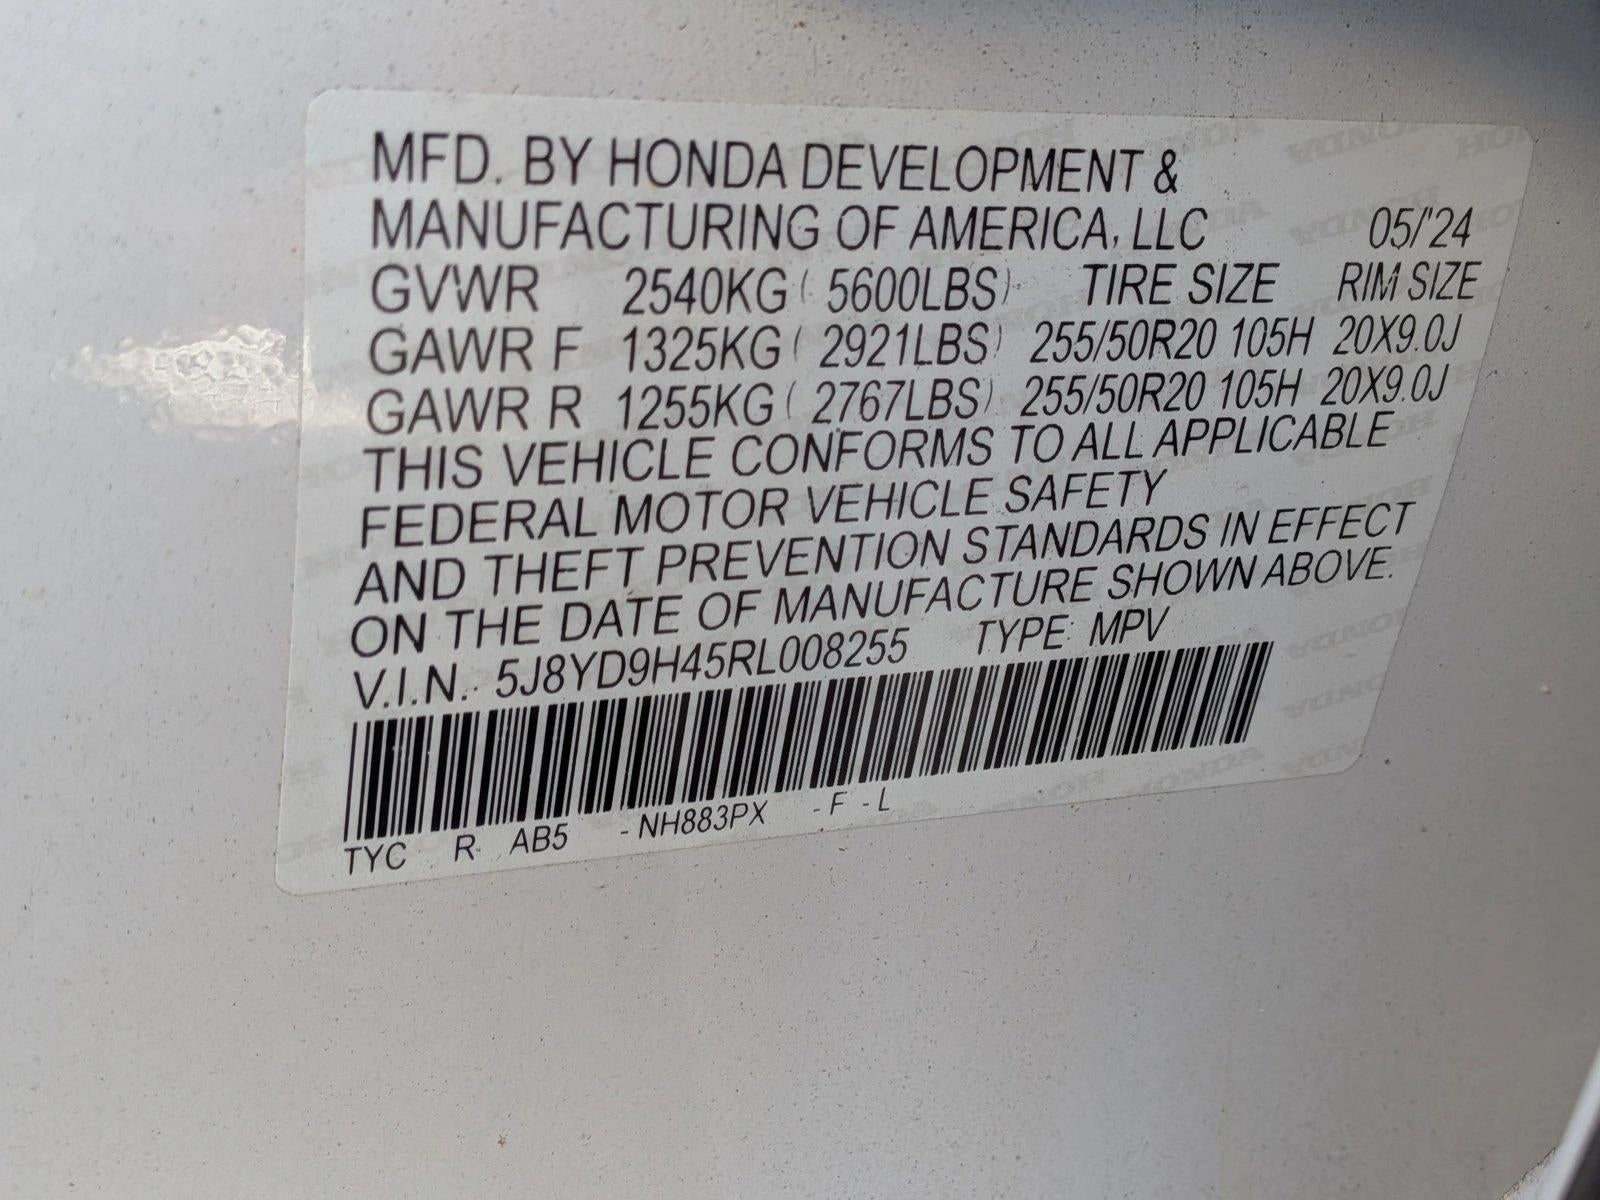 MFD. BY HONDA DEVELOPMENT &
MANUFACTURING OF AMERICA, LLC 05/'24
GVWR 2540KG ( 5600LBS) TIRE SIZE RIM SIZE
GAWR F 1325KG ( 2921LBS) 255/50R20 105H 20X9.0J
GAWR R 1255KG ( 2767LBS) 255/50R20 105H 20X9.0J
THIS VEHICLE CONFORMS TO ALL APPLICABLE
FEDERAL MOTOR VEHICLE SAFETY
AND THEFT PREVENTION STANDARDS IN EFFECT
ON THE DATE OF MANUFACTURE SHOWN ABOVE.
V.I.N.: 5J8YD9H45RL008255 TYPE: MPV
TYC R AB5 -NH883PX -F -L